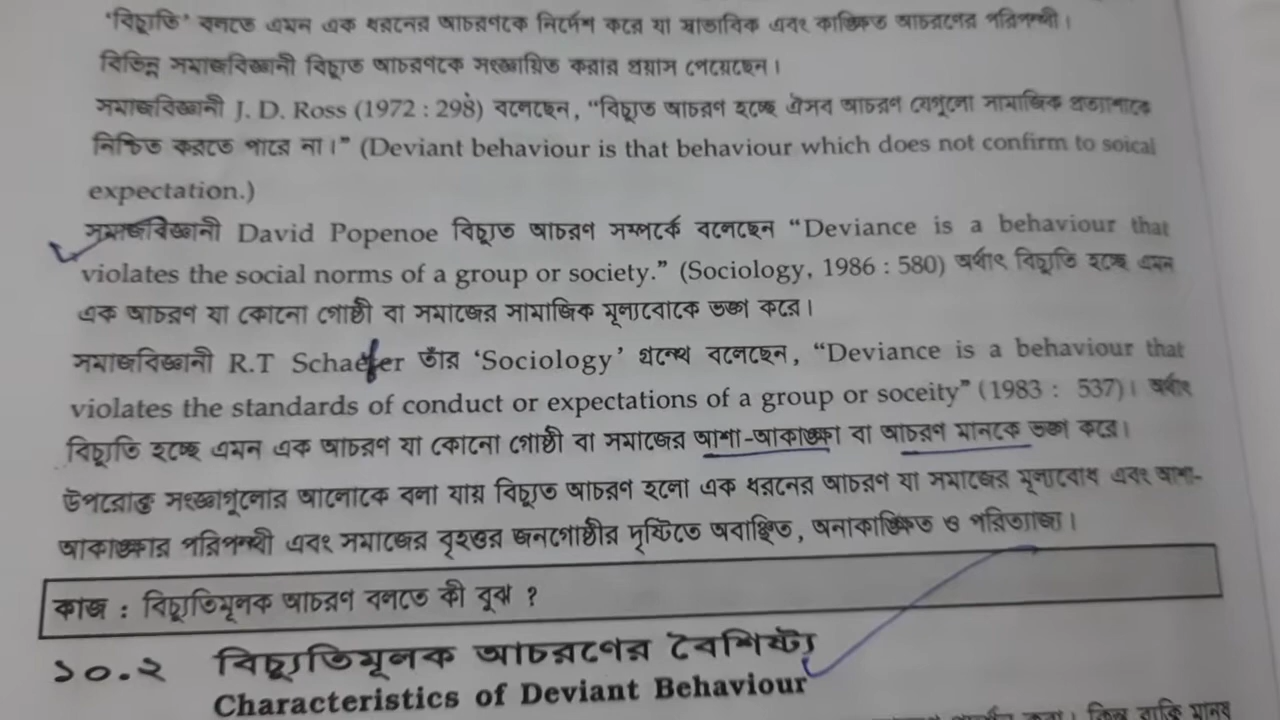 ‘বিচ্যুতি’ বলতে এমন এক ধরনের আচরণকে নির্দেশ করে যা স্বাভাবিক এবং কাঙ্ক্ষিত আচরণের পরিপন্থী।
বিভিন্ন সমাজবিজ্ঞানী বিচ্যুত আচরণকে সংজ্ঞায়িত করার প্রয়াস পেয়েছেন।
সমাজবিজ্ঞানী J. D. Ross (1972 : 298) বলেছেন, “বিচ্যুত আচরণ হচ্ছে ঐসব আচরণ যেগুলো সামাজিক প্রত্যাশাকে
নিশ্চিত করতে পারে না।” (Deviant behaviour is that behaviour which does not confirm to soical
expectation.)
সমাজবিজ্ঞানী David Popenoe বিচ্যুত আচরণ সম্পর্কে বলেছেন “Deviance is a behaviour that
violates the social norms of a group or society.” (Sociology, 1986 : 580) অর্থাৎ বিচ্যুতি হচ্ছে এমন
এক আচরণ যা কোনো গোষ্ঠী বা সমাজের সামাজিক মূল্যবোকে ভঙ্গ করে।
সমাজবিজ্ঞানী R.T Schaefer তাঁর ‘Sociology’ গ্রন্থে বলেছেন, “Deviance is a behaviour that
violates the standards of conduct or expectations of a group or soceity” (1983 : 537)। অর্থাৎ
বিচ্যুতি হচ্ছে এমন এক আচরণ যা কোনো গোষ্ঠী বা সমাজের আশা-আকাঙ্ক্ষা বা আচরণ মানকে ভঙ্গ করে।
উপরোক্ত সংজ্ঞাগুলোর আলোকে বলা যায় বিচ্যুত আচরণ হলো এক ধরনের আচরণ যা সমাজের মূল্যবোধ এবং আশা-
আকাঙ্ক্ষার পরিপন্থী এবং সমাজের বৃহত্তর জনগোষ্ঠীর দৃষ্টিতে অবাঞ্ছিত, অনাকাঙ্ক্ষিত ও পরিত্যাজ্য।
কাজ : বিচ্যুতিমূলক আচরণ বলতে কী বুঝ ?
১০.২ বিচ্যুতিমূলক আচরণের বৈশিষ্ট্য
Characteristics of Deviant Behaviour